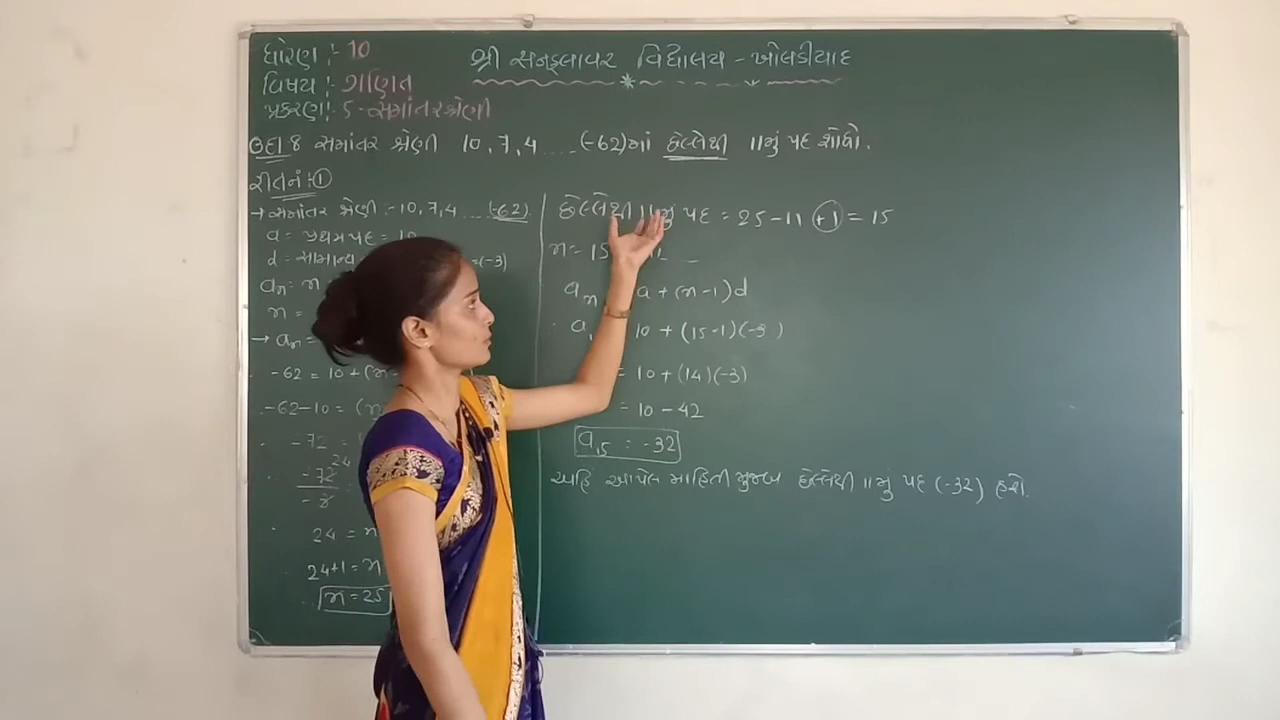 ધોરણ :- 10
શ્રી સનફ્લાવર વિદ્યાલય - ખોલડીયાદ
વિષય :- ગણિત
પ્રકરણ :- 5 - સમાંતર શ્રેણી
ઉદા 8 સમાંતર શ્રેણી 10, 7, 4 .... (-62)માં છેલ્લેથી 11મું પદ શોધો.
રીત નં :- ①
→ સમાંતર શ્રેણી :- 10, 7, 4 .... (-62)
a = પ્રથમ પદ = 10
d = સામાન્ય =(-3)
an = n
n =
→ an =
-62 = 10 + (n
-62-10 = (n
-72 =
-72 24
-3
24 = n
24+1 = n
n = 25
છેલ્લેથી 11મું પદ = 25 - 11 +1 = 15
n = 15
an a + (n-1)d
a 10 + (15-1)(-3)
= 10 + (14)(-3)
= 10 - 42
a15 = -32
અહિં આપેલ માહિતી મુજબ છેલ્લેથી 11મું પદ (-32) હશે.